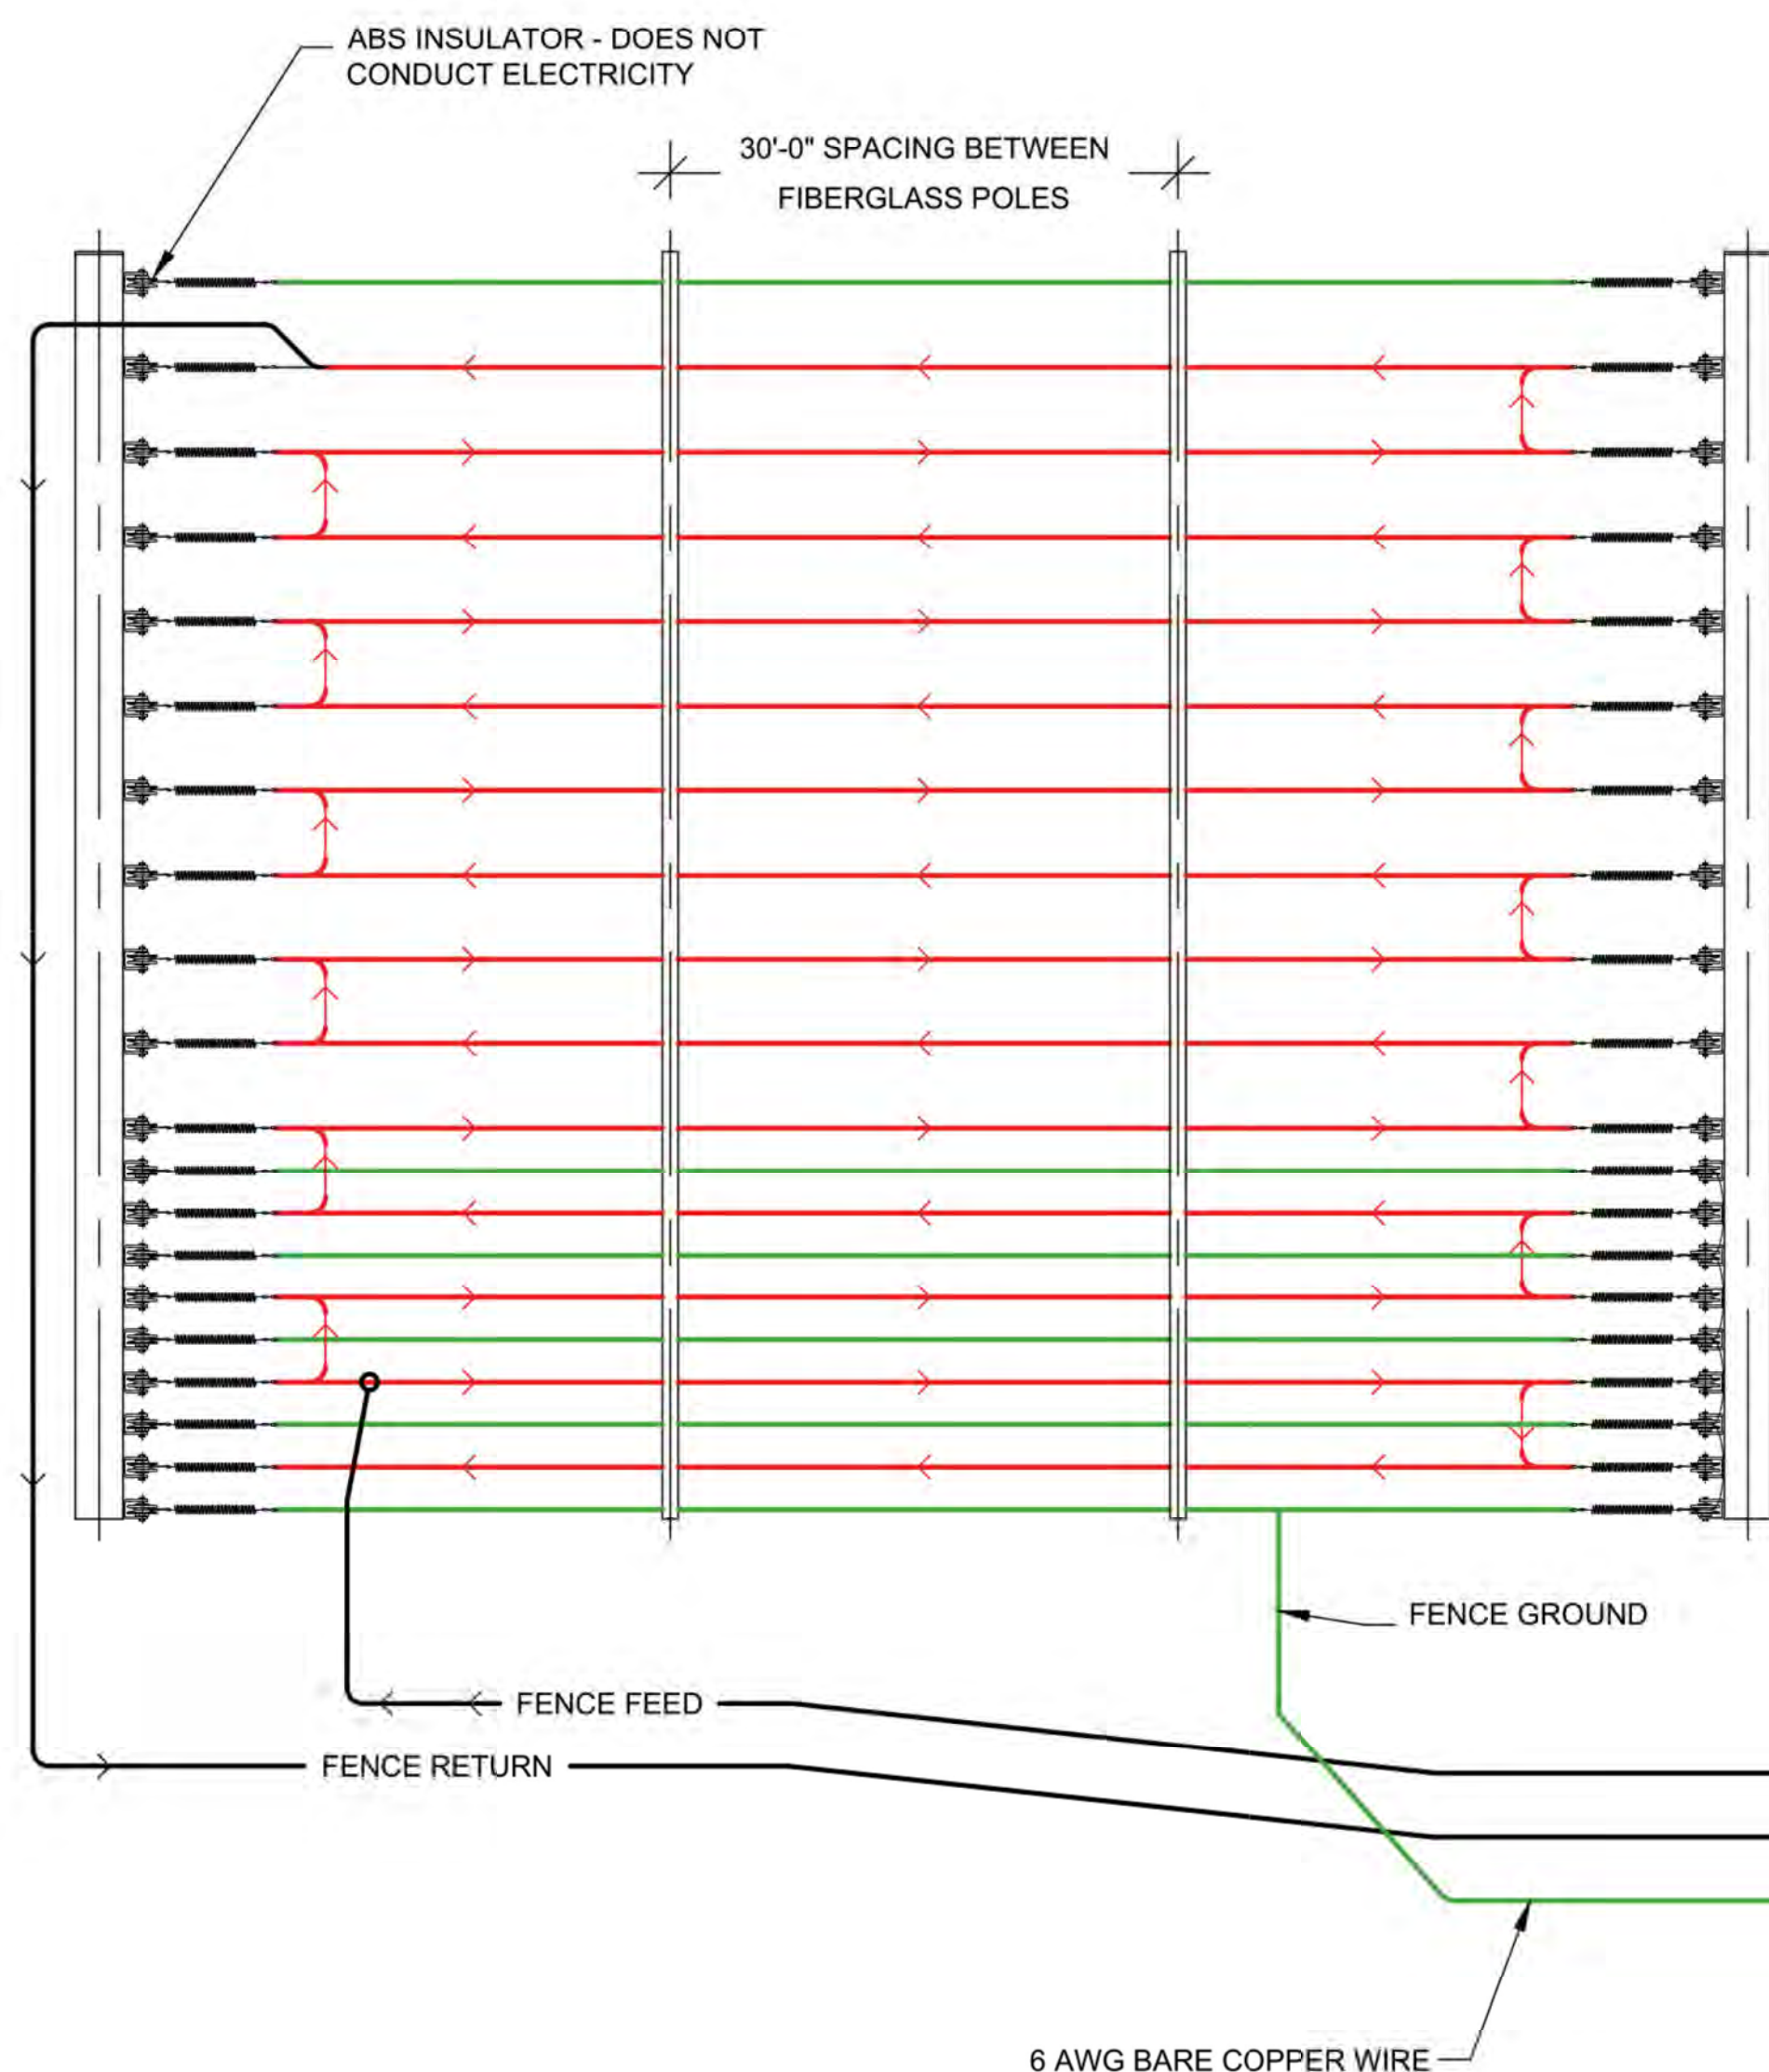 ABS INSULATOR - DOES NOT
CONDUCT ELECTRICITY
30'-0" SPACING BETWEEN
FIBERGLASS POLES
FENCE GROUND
FENCE FEED
FENCE RETURN
6 AWG BARE COPPER WIRE